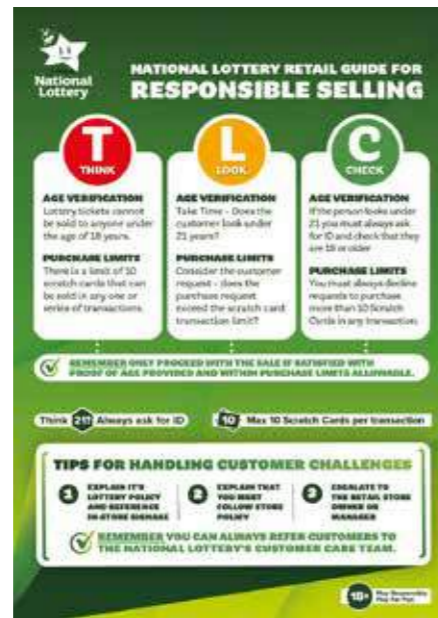 National
Lottery
NATIONAL LOTTERY RETAIL GUIDE FOR
RESPONSIBLE SELLING
T
THINK
AGE VERIFICATION
Lottery tickets cannot
be sold to anyone under
the age of 18 years.
PURCHASE LIMITS
There is a limit of 10
scratch cards that can
be sold in any one or
series of transactions.
L
LOOK
AGE VERIFICATION
Take Time - Does the
customer look under
21 years?
PURCHASE LIMITS
Consider the customer
request - does the
purchase request
exceed the scratch card
transaction limit?
C
CHECK
AGE VERIFICATION
If the person looks under
21 you must always ask
for ID and check that they
are 18 or older
PURCHASE LIMITS
You must always decline
requests to purchase
more than 10 Scratch
Cards in any transaction
REMEMBER ONLY PROCEED WITH THE SALE IF SATISFIED WITH
PROOF OF AGE PROVIDED AND WITHIN PURCHASE LIMITS ALLOWABLE.
Think 21? Always ask for ID
10 Max 10 Scratch Cards per transaction
TIPS FOR HANDLING CUSTOMER CHALLENGES
1 EXPLAIN IT'S
LOTTERY POLICY
AND REFERENCE
IN-STORE SIGNAGE
2 EXPLAIN THAT
YOU MUST
FOLLOW STORE
POLICY
3 ESCALATE TO
THE RETAIL STORE
OWNER OR
MANAGER
REMEMBER YOU CAN ALWAYS REFER CUSTOMERS TO
THE NATIONAL LOTTERY'S CUSTOMER CARE TEAM.
18+ Play Responsibly
Play For Fun